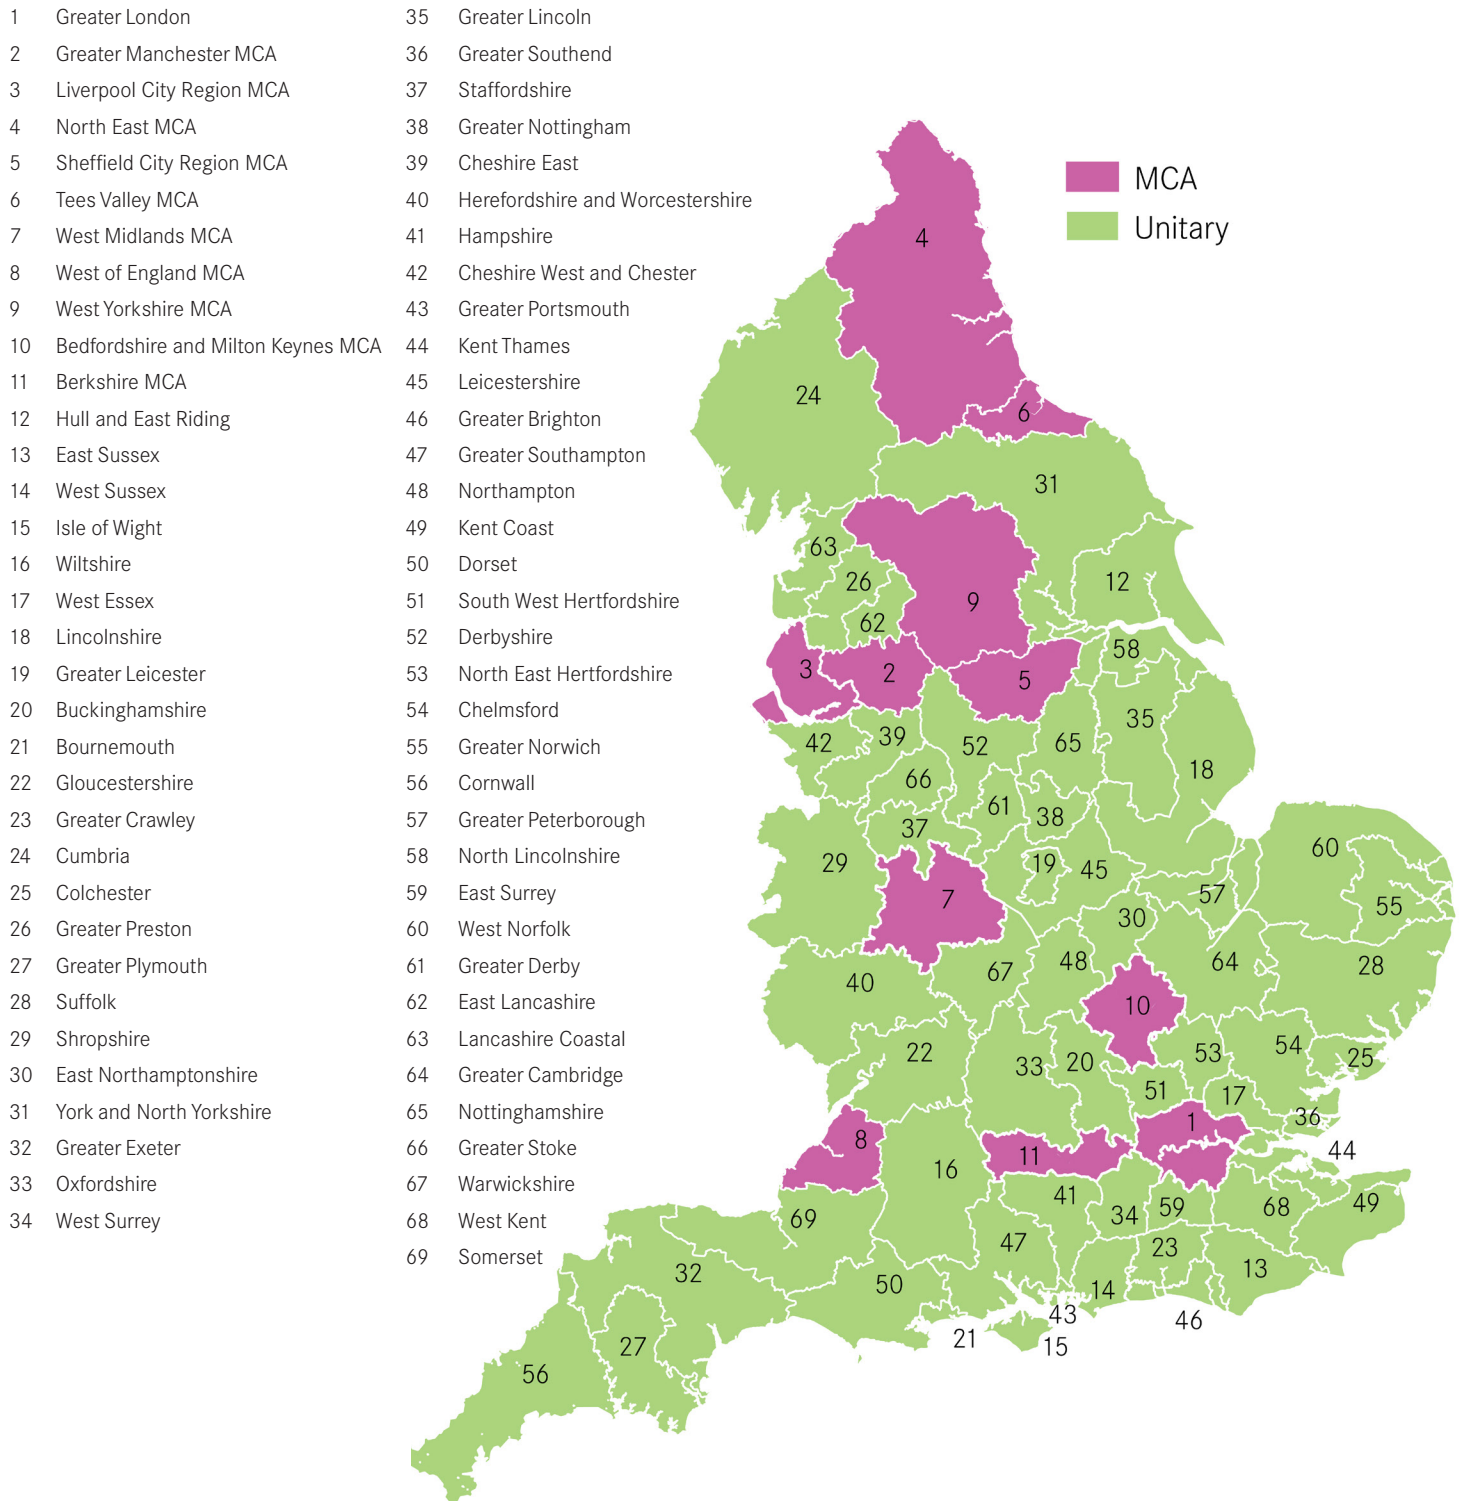 1 Greater London
2 Greater Manchester MCA
3 Liverpool City Region MCA
4 North East MCA
5 Sheffield City Region MCA
6 Tees Valley MCA
7 West Midlands MCA
8 West of England MCA
9 West Yorkshire MCA
10 Bedfordshire and Milton Keynes MCA
11 Berkshire MCA
12 Hull and East Riding
13 East Sussex
14 West Sussex
15 Isle of Wight
16 Wiltshire
17 West Essex
18 Lincolnshire
19 Greater Leicester
20 Buckinghamshire
21 Bournemouth
22 Gloucestershire
23 Greater Crawley
24 Cumbria
25 Colchester
26 Greater Preston
27 Greater Plymouth
28 Suffolk
29 Shropshire
30 East Northamptonshire
31 York and North Yorkshire
32 Greater Exeter
33 Oxfordshire
34 West Surrey
35 Greater Lincoln
36 Greater Southend
37 Staffordshire
38 Greater Nottingham
39 Cheshire East
40 Herefordshire and Worcestershire
41 Hampshire
42 Cheshire West and Chester
43 Greater Portsmouth
44 Kent Thames
45 Leicestershire
46 Greater Brighton
47 Greater Southampton
48 Northampton
49 Kent Coast
50 Dorset
51 South West Hertfordshire
52 Derbyshire
53 North East Hertfordshire
54 Chelmsford
55 Greater Norwich
56 Cornwall
57 Greater Peterborough
58 North Lincolnshire
59 East Surrey
60 West Norfolk
61 Greater Derby
62 East Lancashire
63 Lancashire Coastal
64 Greater Cambridge
65 Nottinghamshire
66 Greater Stoke
67 Warwickshire
68 West Kent
69 Somerset
MCA
Unitary
4
24
6
31
63
26
12
9
62
58
3
2
5
35
42
39
52
65
18
66
61
38
37
60
29
19
45
7
57
55
30
48
64
28
67
40
10
22
33
20
53
54
25
51
17
36
1
8
11
44
16
41
34
59
68
49
69
47
23
13
32
50
14
43
46
21
15
27
56